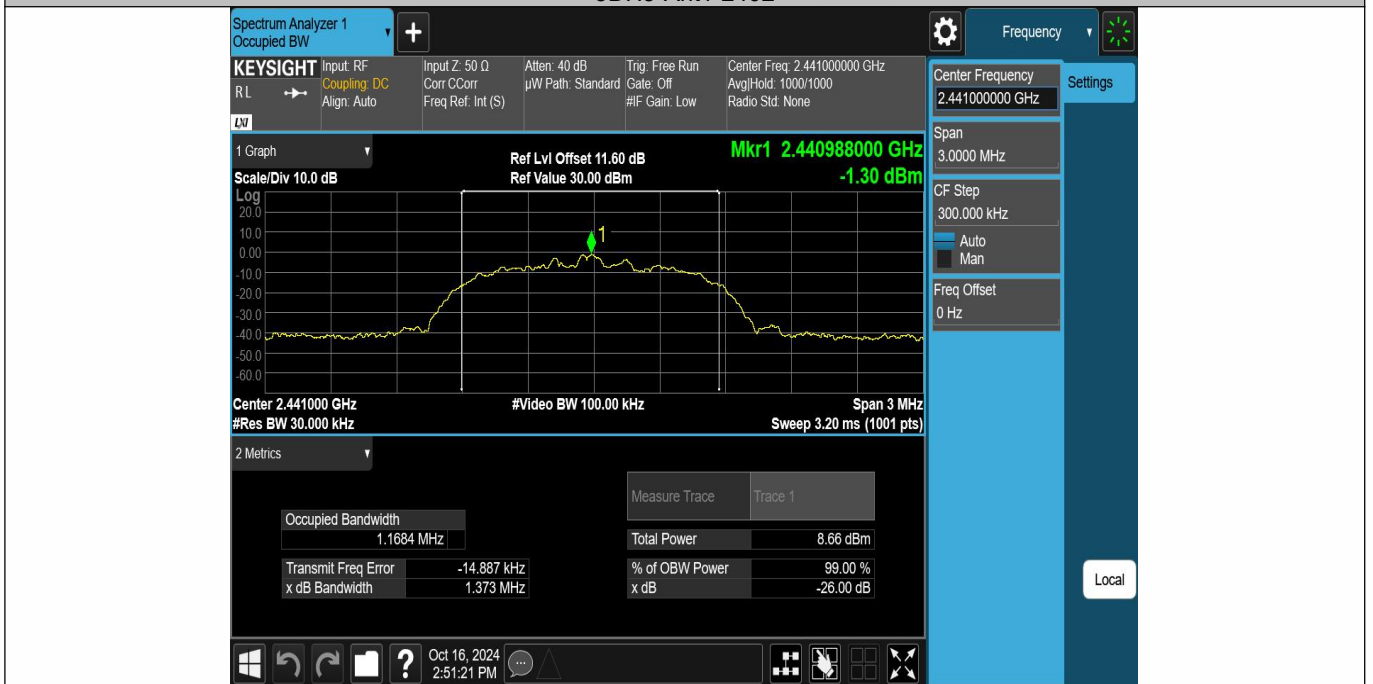 Spectrum Analyzer 1
Occupied BW
+
Frequency
KEYSIGHT
R L
LXI
Input: RF
Coupling: DC
Align: Auto
Input Z: 50 Ω
Corr CCorr
Freq Ref: Int (S)
Atten: 40 dB
µW Path: Standard
Trig: Free Run
Gate: Off
#IF Gain: Low
Center Freq: 2.441000000 GHz
Avg|Hold: 1000/1000
Radio Std: None
Center Frequency
2.441000000 GHz
Settings
Span
3.0000 MHz
CF Step
300.000 kHz
Auto
Man
Freq Offset
0 Hz
Local
1 Graph
Scale/Div 10.0 dB
Ref Lvl Offset 11.60 dB
Ref Value 30.00 dBm
Mkr1 2.440988000 GHz
-1.30 dBm
Log
20.0
10.0
0.00
-10.0
-20.0
-30.0
-40.0
-50.0
-60.0
1
Center 2.441000 GHz
#Res BW 30.000 kHz
#Video BW 100.00 kHz
Span 3 MHz
Sweep 3.20 ms (1001 pts)
2 Metrics
Measure Trace Trace 1
Occupied Bandwidth
1.1684 MHz
Total Power 8.66 dBm
Transmit Freq Error -14.887 kHz
% of OBW Power 99.00 %
x dB Bandwidth 1.373 MHz
x dB -26.00 dB
?
Oct 16, 2024
2:51:21 PM